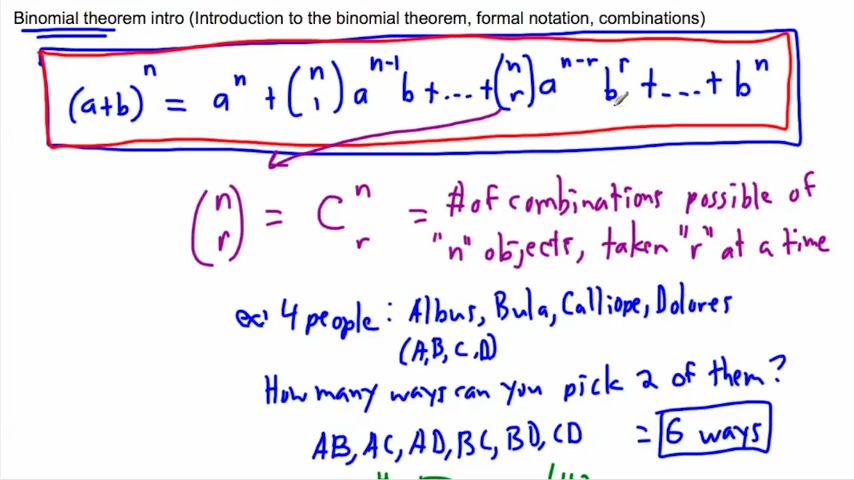 Binomial theorem intro (Introduction to the binomial theorem, formal notation, combinations)
(a+b)^n = a^n + (n 1) a^(n-1) b + ... + (n r) a^(n-r) b^r + ... + b^n
(n r) = C^n_r = # of combinations possible of
"n" objects, taken "r" at a time
ex: 4 people: Albus, Bula, Calliope, Dolores
(A, B, C, D)
How many ways can you pick 2 of them?
AB, AC, AD, BC, BD, CD = 6 ways